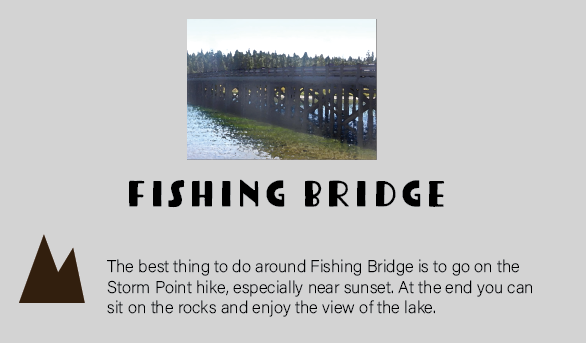 FISHING BRIDGE
The best thing to do around Fishing Bridge is to go on the
Storm Point hike, especially near sunset. At the end you can
sit on the rocks and enjoy the view of the lake.